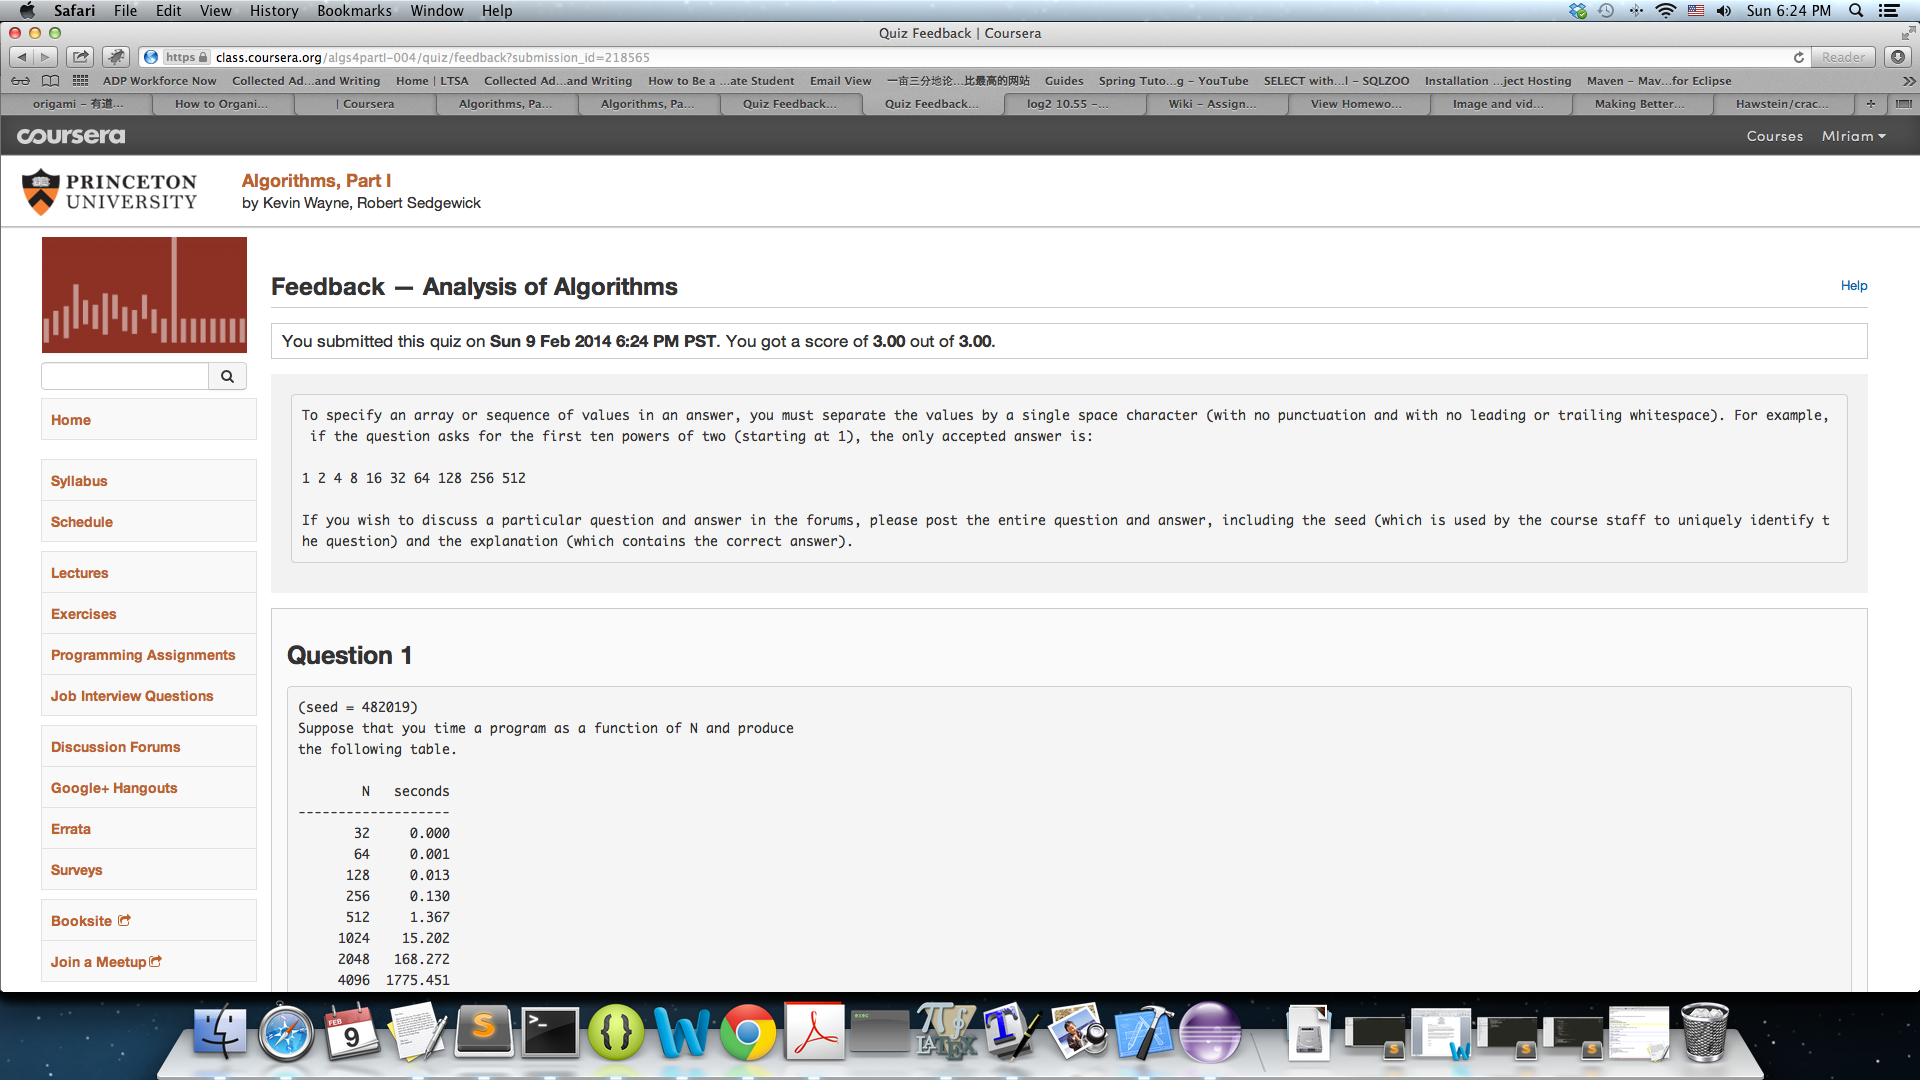 Safari File Edit View History Bookmarks Window Help Sun 6:24 PM
Quiz Feedback | Coursera
https class.coursera.org/algs4partI-004/quiz/feedback?submission_id=218565 Reader
ADP Workforce Now Collected Ad...and Writing Home | LTSA Collected Ad...and Writing How to Be a ...ate Student Email View 一亩三分地论...比最高的网站 Guides Spring Tuto...g - YouTube SELECT with...l - SQLZOO Installation ...ject Hosting Maven - Mav...for Eclipse
origami - 有道... How to Organi... | Coursera Algorithms, Pa... Algorithms, Pa... Quiz Feedback... Quiz Feedback... log2 10.55 -... Wiki - Assign... View Homewo... Image and vid... Making Better... Hawstein/crac...
coursera Courses MIriam
PRINCETON UNIVERSITY
Algorithms, Part I
by Kevin Wayne, Robert Sedgewick
Home
Syllabus
Schedule
Lectures
Exercises
Programming Assignments
Job Interview Questions
Discussion Forums
Google+ Hangouts
Errata
Surveys
Booksite
Join a Meetup
Feedback — Analysis of Algorithms
Help
You submitted this quiz on Sun 9 Feb 2014 6:24 PM PST. You got a score of 3.00 out of 3.00.
To specify an array or sequence of values in an answer, you must separate the values by a single space character (with no punctuation and with no leading or trailing whitespace). For example,
if the question asks for the first ten powers of two (starting at 1), the only accepted answer is:
1 2 4 8 16 32 64 128 256 512
If you wish to discuss a particular question and answer in the forums, please post the entire question and answer, including the seed (which is used by the course staff to uniquely identify t
he question) and the explanation (which contains the correct answer).
Question 1
(seed = 482019)
Suppose that you time a program as a function of N and produce
the following table.
N seconds
-------------------
32 0.000
64 0.001
128 0.013
256 0.130
512 1.367
1024 15.202
2048 168.272
4096 1775.451
FEB
9
exec
LATEX